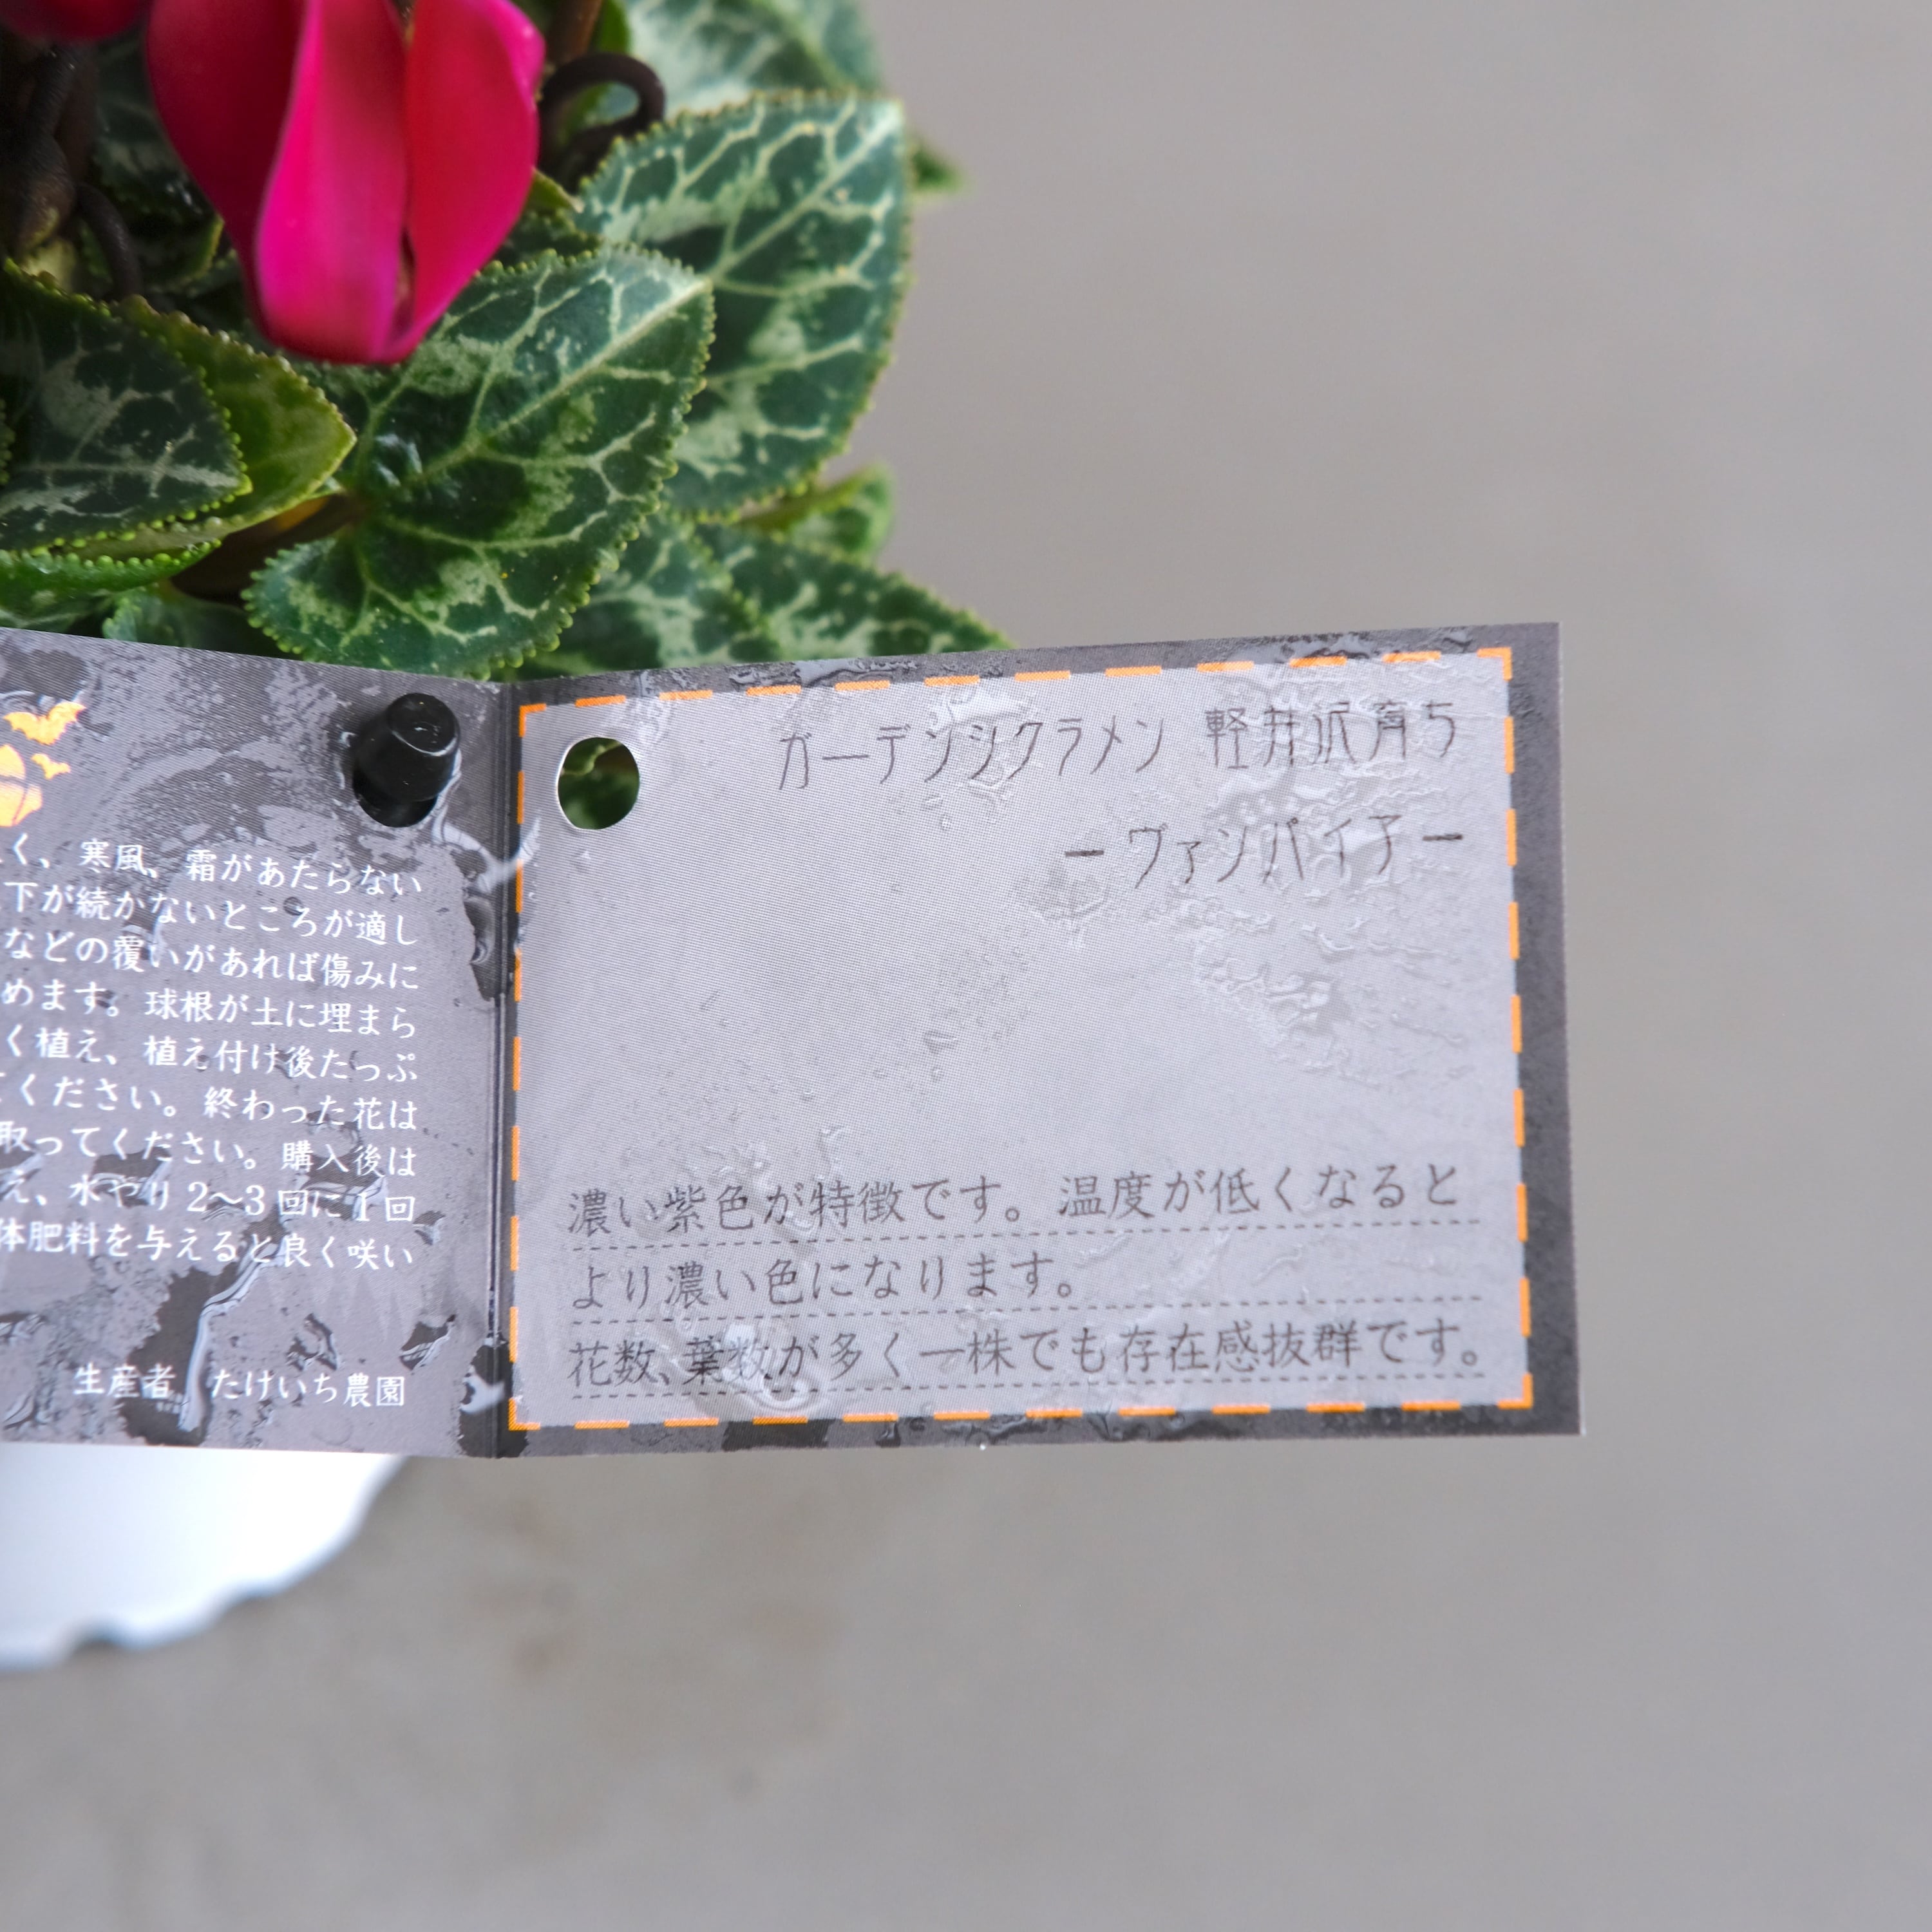 く、寒風、霜があたらない
下が続かないところが適し
などの覆いがあれば傷みに
めます。球根が土に埋まら
く植え、植え付け後たっぷ
ください。終わった花は
取ってください。購入後は
え、水やり2〜3回に1回
体肥料を与えると良く咲い
生産者 たけいち農園
ガーデンシクラメン 軽井沢育ち
ーヴァンパイアー
濃い紫色が特徴です。温度が低くなると
より濃い色になります。
花数、葉数が多く一株でも存在感抜群です。